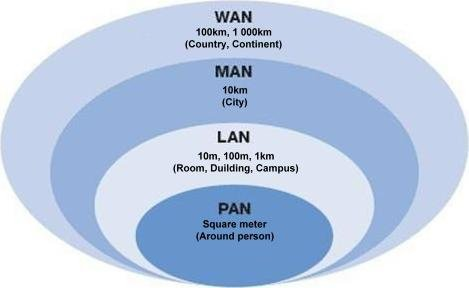 WAN
100km, 1 000km
(Country, Continent)
MAN
10km
(City)
LAN
10m, 100m, 1km
(Room, Duilding, Campus)
PAN
Square meter
(Around person)